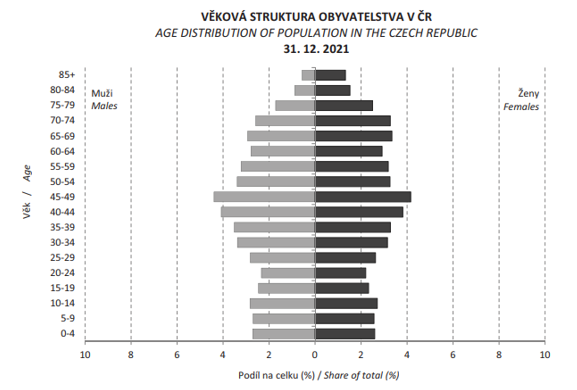 VĚKOVÁ STRUKTURA OBYVATELSTVA V ČR
AGE DISTRIBUTION OF POPULATION IN THE CZECH REPUBLIC
31. 12. 2021
Muži
Males
Ženy
Females
Věk / Age
85+
80-84
75-79
70-74
65-69
60-64
55-59
50-54
45-49
40-44
35-39
30-34
25-29
20-24
15-19
10-14
5-9
0-4
10 8 6 4 2 0 2 4 6 8 10
Podíl na celku (%) / Share of total (%)